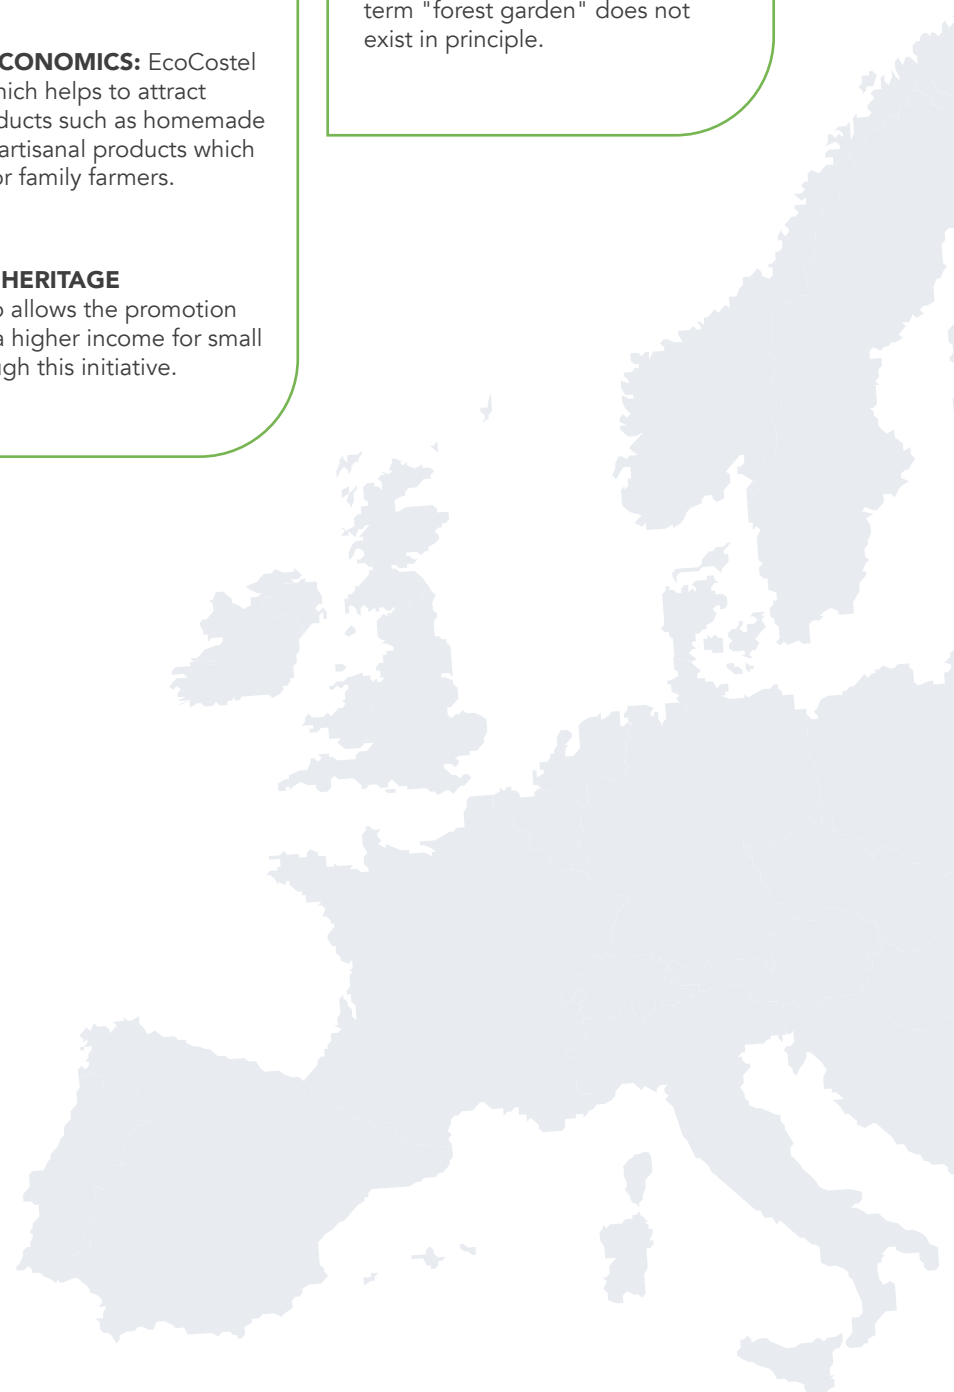 CONOMICS: EcoCostel
hich helps to attract
ducts such as homemade
artisanal products which
or family farmers.
HERITAGE
o allows the promotion
a higher income for small
gh this initiative.
term "forest garden" does not
exist in principle.